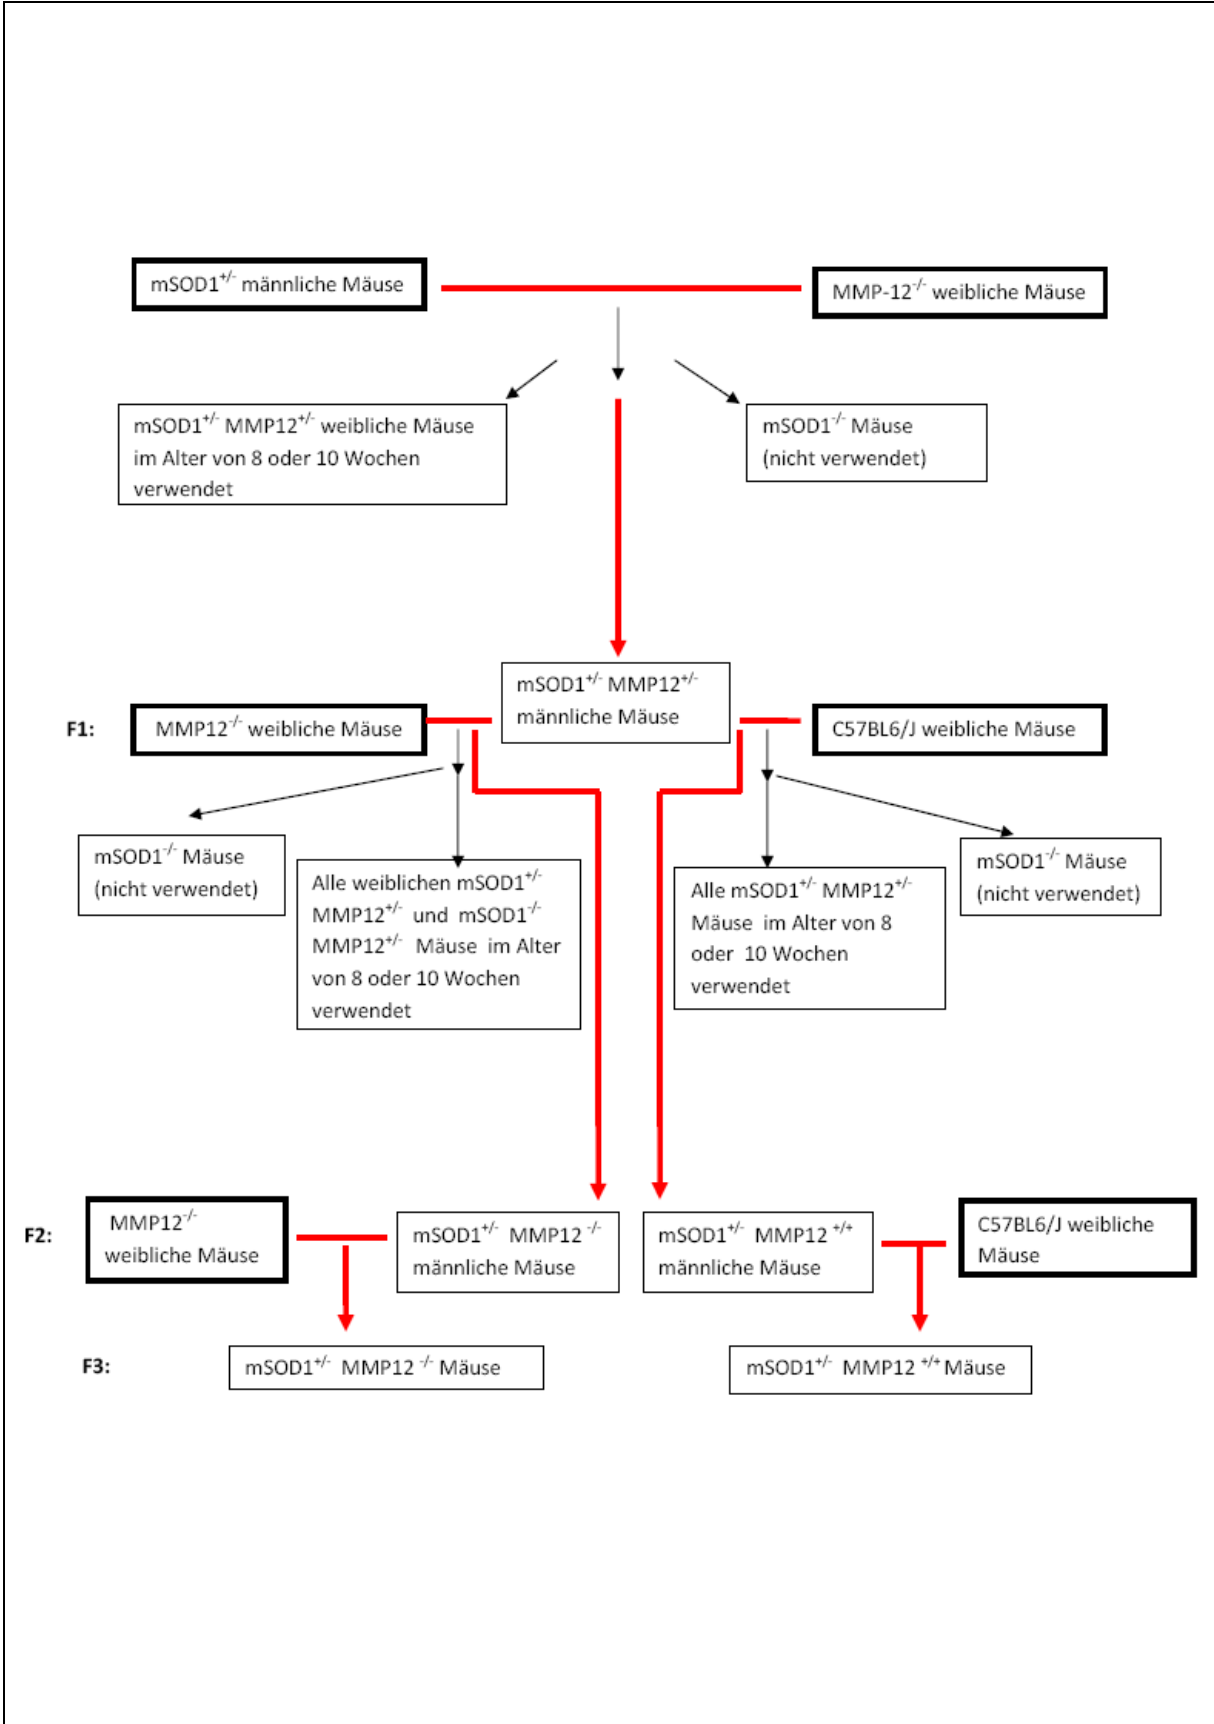 mSOD1⁺/⁻ männliche Mäuse
MMP-12⁻/⁻ weibliche Mäuse
mSOD1⁺/⁻ MMP12⁺/⁻ weibliche Mäuse
im Alter von 8 oder 10 Wochen
verwendet
mSOD1⁻/⁻ Mäuse
(nicht verwendet)
mSOD1⁺/⁻ MMP12⁺/⁻
männliche Mäuse
F1:
MMP12⁻/⁻ weibliche Mäuse
C57BL6/J weibliche Mäuse
mSOD1⁻/⁻ Mäuse
(nicht verwendet)
Alle weiblichen mSOD1⁺/⁻
MMP12⁺/⁻ und mSOD1⁻/⁻
MMP12⁺/⁻ Mäuse im Alter
von 8 oder 10 Wochen
verwendet
Alle mSOD1⁺/⁻ MMP12⁺/⁻
Mäuse im Alter von 8
oder 10 Wochen
verwendet
mSOD1⁻/⁻ Mäuse
(nicht verwendet)
F2:
MMP12⁻/⁻
weibliche Mäuse
mSOD1⁺/⁻ MMP12 ⁻/⁻
männliche Mäuse
mSOD1⁺/⁻ MMP12 ⁺/⁺
männliche Mäuse
C57BL6/J weibliche
Mäuse
F3:
mSOD1⁺/⁻ MMP12 ⁻/⁻ Mäuse
mSOD1⁺/⁻ MMP12 ⁺/⁺ Mäuse